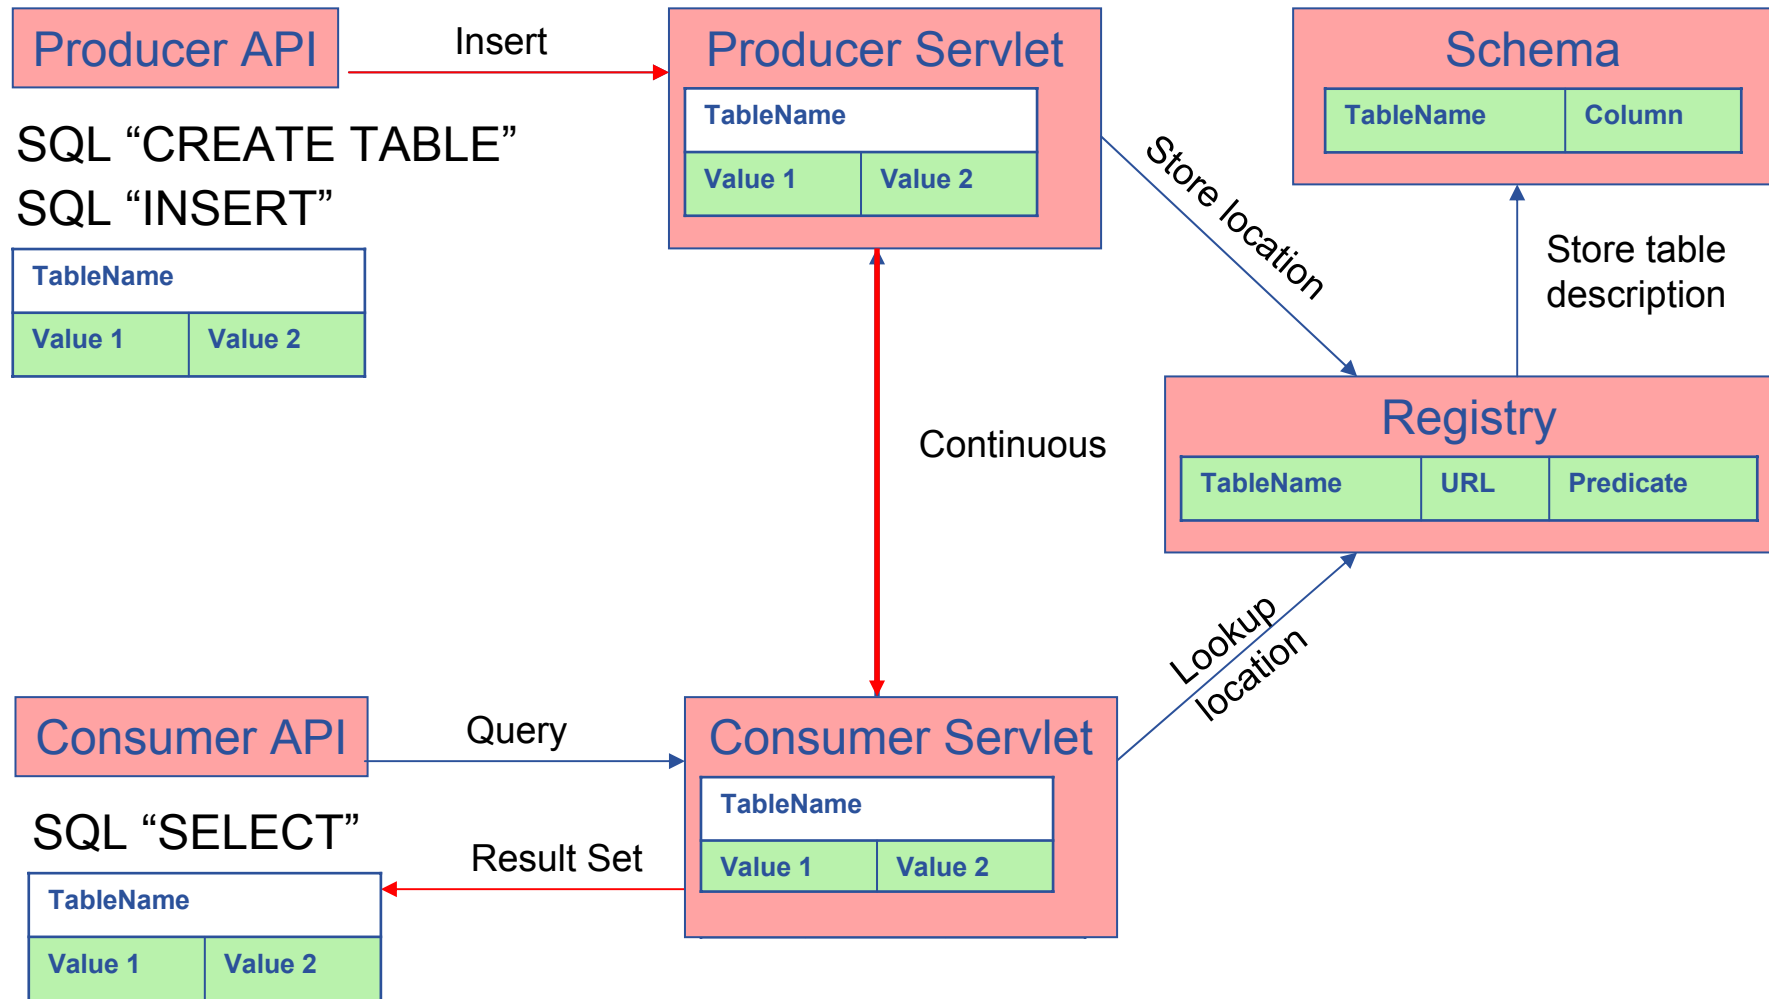 Producer API
Insert
Producer Servlet
TableName
Value 1 Value 2
Schema
TableName Column
SQL “CREATE TABLE”
SQL “INSERT”
TableName
Value 1 Value 2
Store location
Store table
description
Continuous
Registry
TableName URL Predicate
Lookup
location
Consumer API
Query
Consumer Servlet
TableName
Value 1 Value 2
SQL “SELECT”
Result Set
TableName
Value 1 Value 2